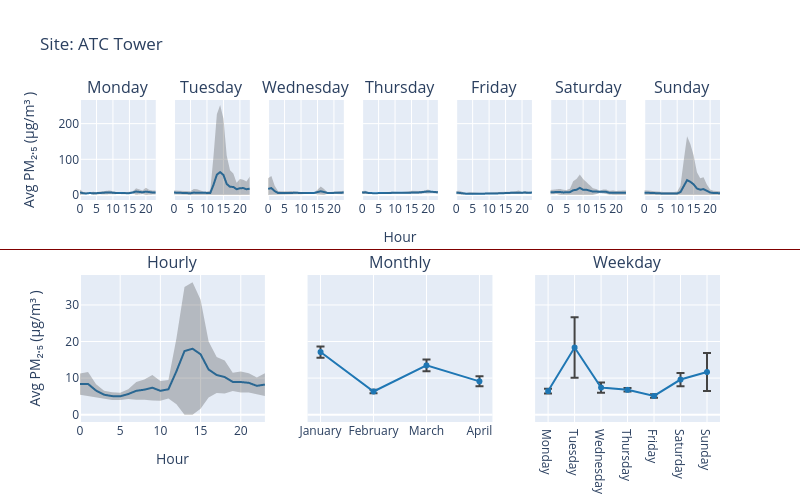 Site: ATC Tower
Monday Tuesday Wednesday Thursday Friday Saturday Sunday
Avg PM₂.₅ (μg/m³ )
200
100
0
0 5 10 15 20 0 5 10 15 20 0 5 10 15 20 0 5 10 15 20 0 5 10 15 20 0 5 10 15 20 0 5 10 15 20
Hour
Hourly Monthly Weekday
Avg PM₂.₅ (μg/m³ )
30
20
10
0
0 5 10 15 20
Hour
January February March April
Monday
Tuesday
Wednesday
Thursday
Friday
Saturday
Sunday